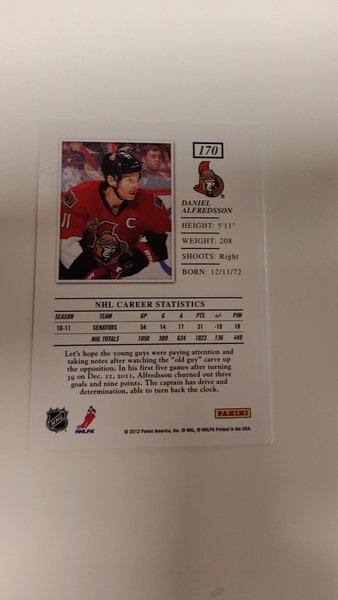 170
DANIEL
ALFREDSSON
HEIGHT: 5'11"
WEIGHT: 208
SHOOTS: Right
BORN: 12/11/72
11
C
NHL CAREER STATISTICS
SEASON TEAM GP G A PTS +/- PIM
10-11 SENATORS 54 14 17 31 -19 18
NHL TOTALS 1056 389 634 1023 136 449
Let's hope the young guys were paying attention and
taking notes after watching the "old guy" carve up
the opposition. In his first five games after turning
39 on Dec. 11, 2011, Alfredsson churned out three
goals and nine points. The captain has drive and
determination, able to turn back the clock.
NHL
NHLPA
PANINI
© 2012 Panini America, Inc. © NHL, © NHLPA Printed in the USA.